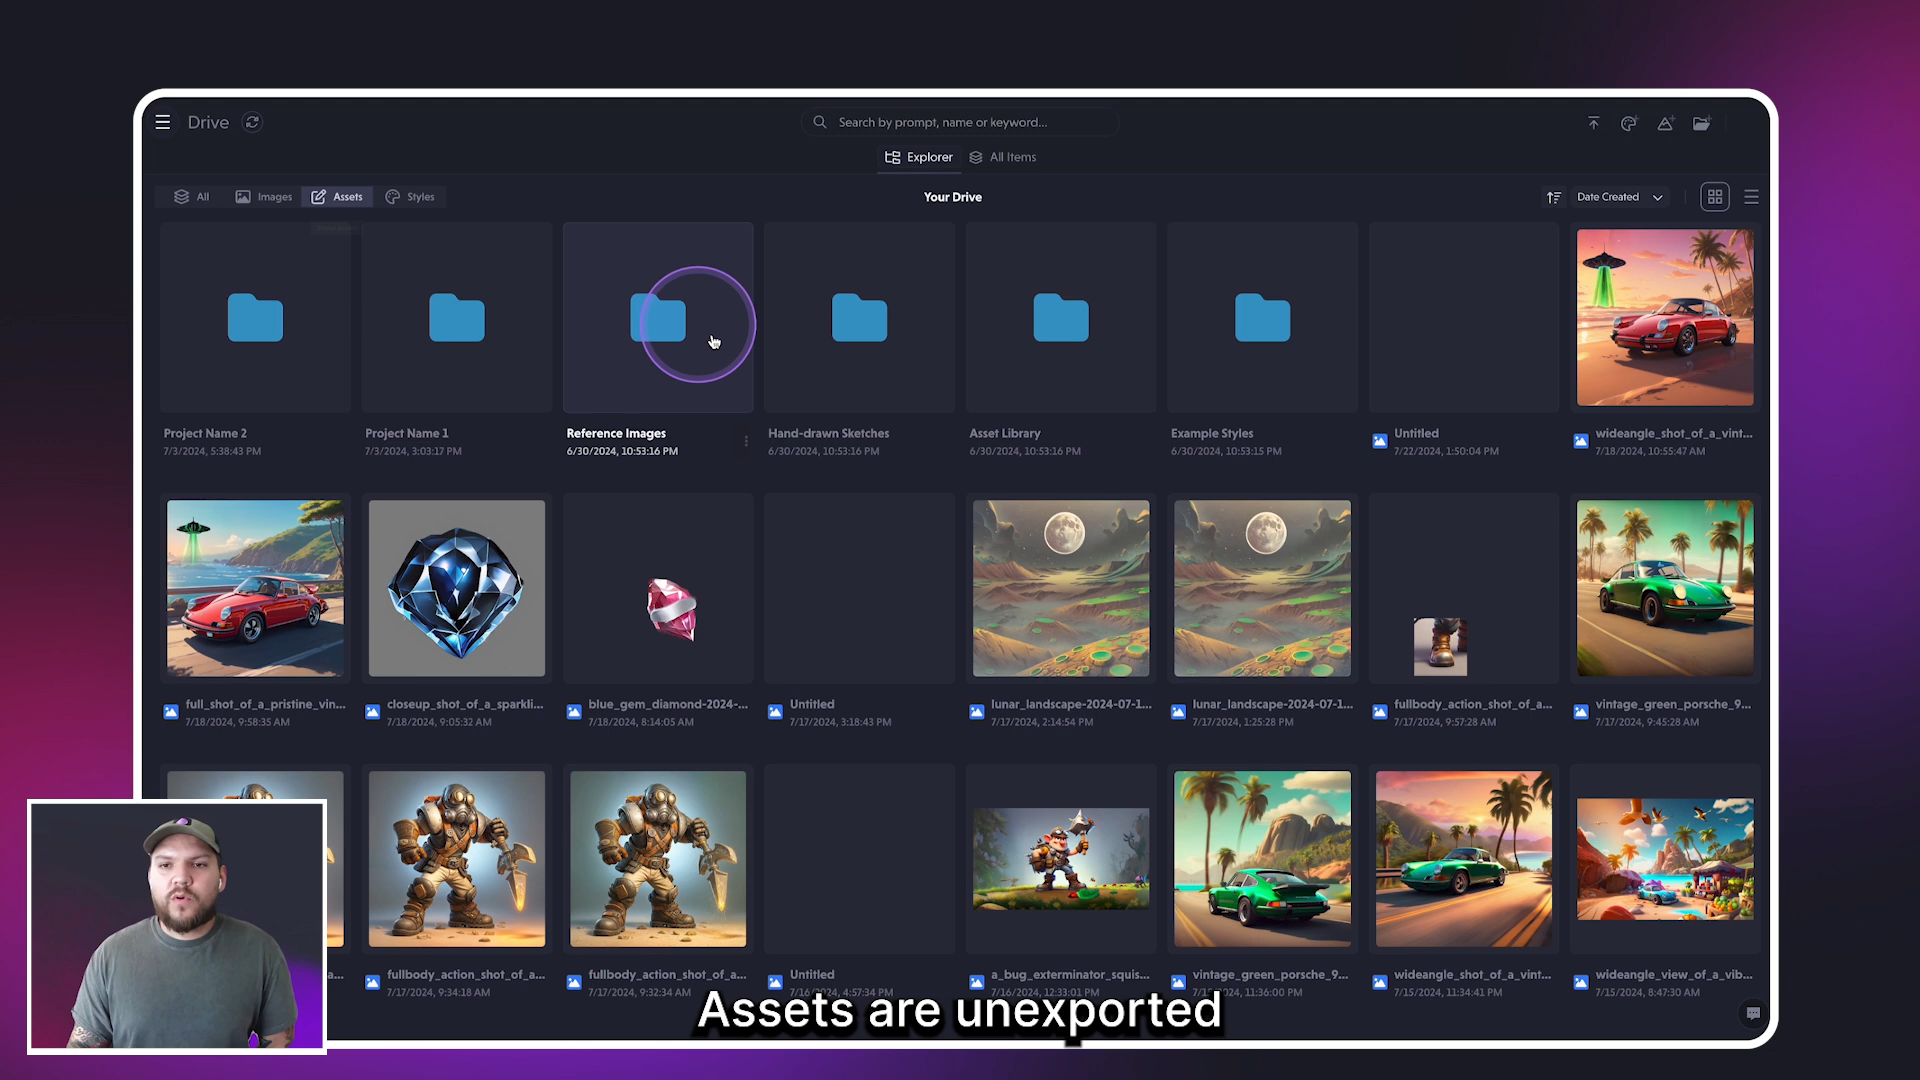 Drive
Search by prompt, name or keyword...
Explorer
All Items
All
Images
Assets
Styles
Your Drive
Date Created
Project Name 2
7/3/2024, 5:38:43 PM
Project Name 1
7/3/2024, 3:03:17 PM
Reference Images
6/30/2024, 10:53:16 PM
Hand-drawn Sketches
6/30/2024, 10:53:16 PM
Asset Library
6/30/2024, 10:53:16 PM
Example Styles
6/30/2024, 10:53:15 PM
Untitled
7/22/2024, 1:50:04 PM
wideangle_shot_of_a_vint...
7/18/2024, 10:55:47 AM
full_shot_of_a_pristine_vin...
7/18/2024, 9:58:35 AM
closeup_shot_of_a_sparkli...
7/18/2024, 9:05:32 AM
blue_gem_diamond-2024-...
7/18/2024, 8:14:05 AM
Untitled
7/17/2024, 3:18:43 PM
lunar_landscape-2024-07-1...
7/17/2024, 2:14:54 PM
lunar_landscape-2024-07-1...
7/17/2024, 1:25:28 PM
fullbody_action_shot_of_a...
7/17/2024, 9:57:28 AM
vintage_green_porsche_9...
7/17/2024, 9:45:28 AM
a...
fullbody_action_shot_of_a...
7/17/2024, 9:34:18 AM
fullbody_action_shot_of_a...
7/17/2024, 9:32:34 AM
Untitled
4:57:34 PM
a_bug_exterminator_squis...
7/16/2024, 12:33:01 PM
vintage_green_porsche_9...
11:36:00 PM
wideangle_shot_of_a_vint...
7/15/2024, 11:34:41 PM
wideangle_view_of_a_vib...
7/15/2024, 8:47:30 AM
Assets are unexported